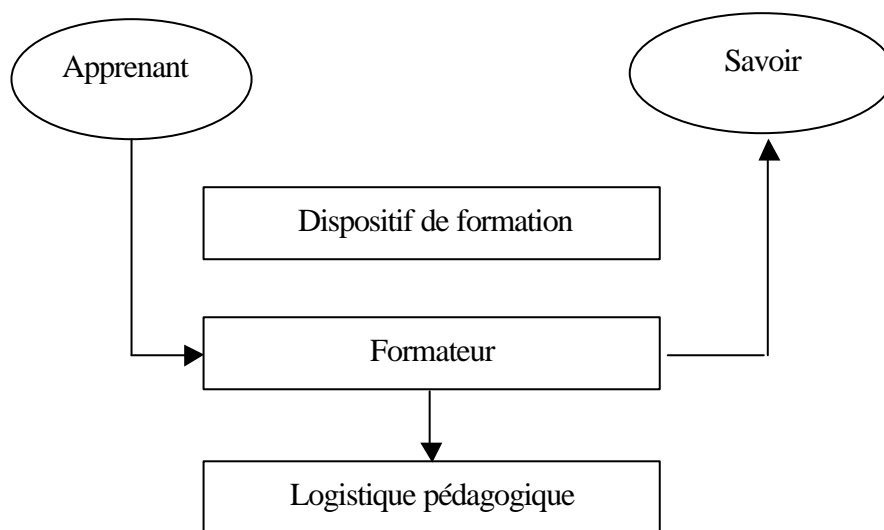 Apprenant
Savoir
Dispositif de formation
Formateur
Logistique pédagogique